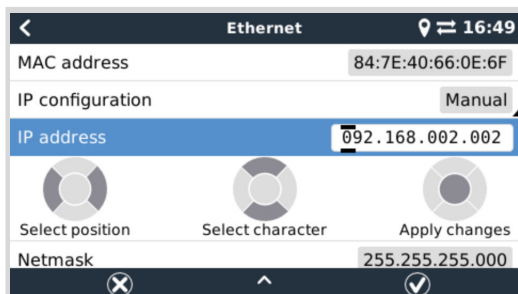 Ethernet 16:49
MAC address 84:7E:40:66:0E:6F
IP configuration Manual
IP address 092.168.002.002
Select position Select character Apply changes
Netmask 255.255.255.000